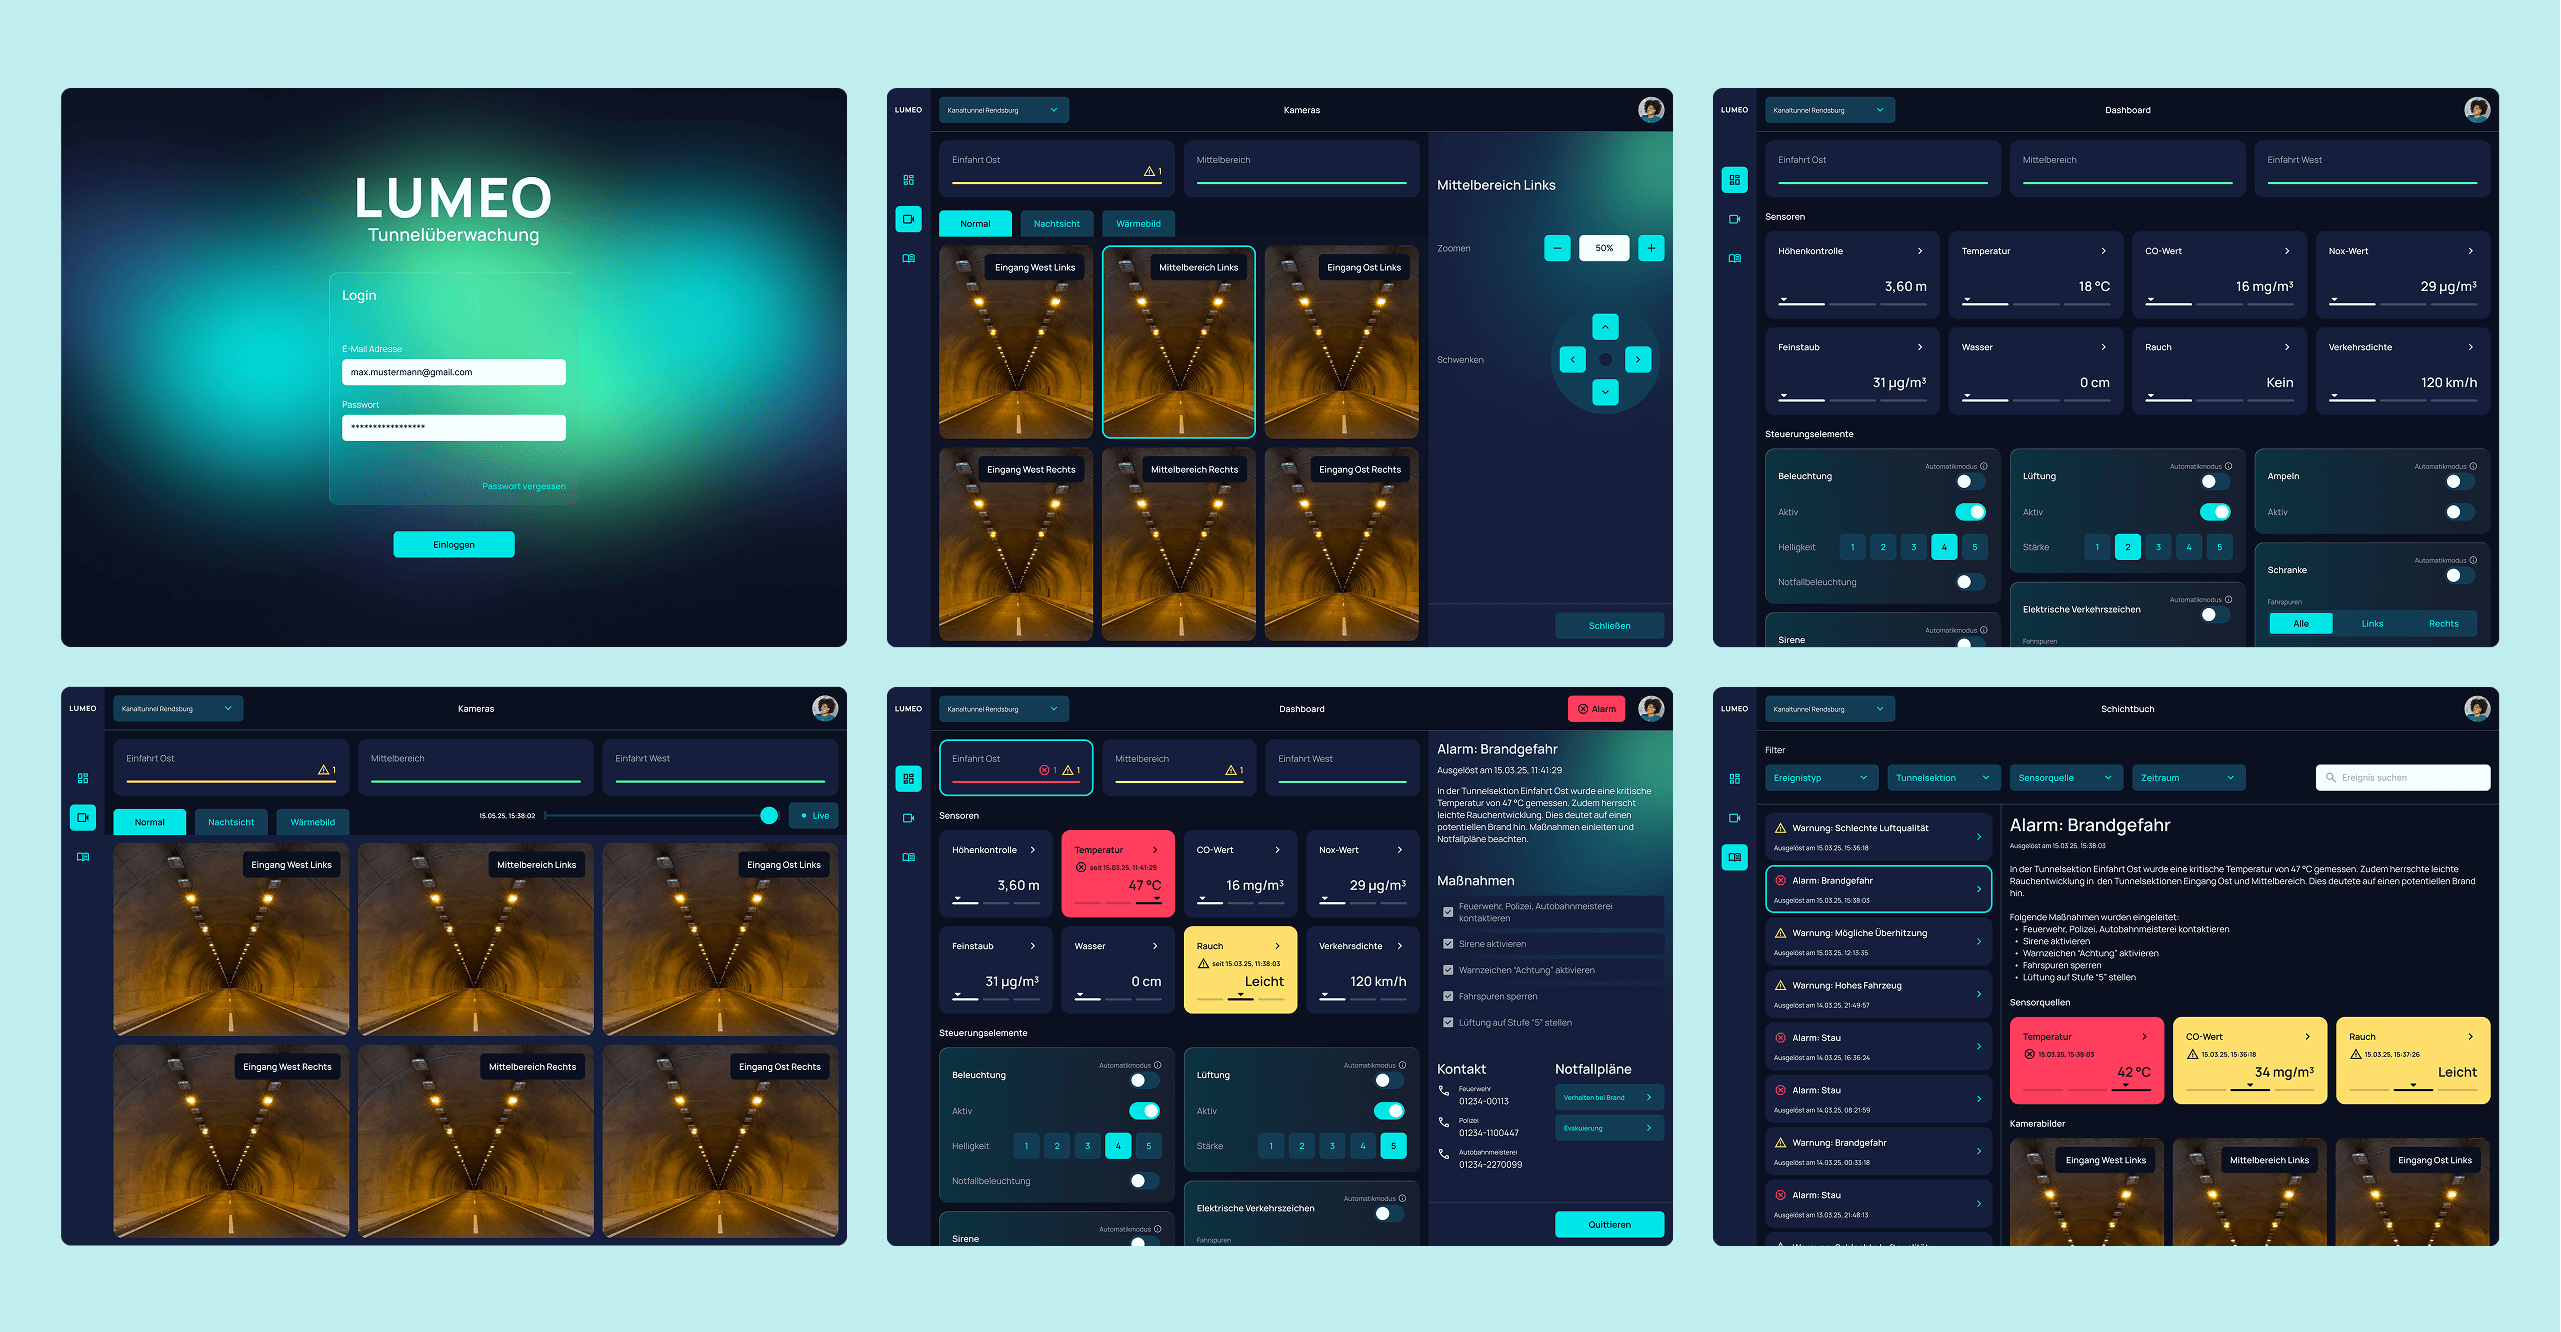 LUMEO
Tunnelüberwachung
Login
E-Mail Adresse
max.mustermann@gmail.com
Passwort
*****************
Passwort vergessen
Einloggen
LUMEO
Kanaltunnel Rendsburg
Kameras
Einfahrt Ost
1
Mittelbereich
Normal
Nachtsicht
Wärmebild
Eingang West Links
Mittelbereich Links
Eingang Ost Links
Eingang West Rechts
Mittelbereich Rechts
Eingang Ost Rechts
Mittelbereich Links
Zoomen
50%
Schwenken
Schließen
LUMEO
Kanaltunnel Rendsburg
Dashboard
Einfahrt Ost
Mittelbereich
Einfahrt West
Sensoren
Höhenkontrolle
3,60 m
Temperatur
18 °C
CO-Wert
16 mg/m³
Nox-Wert
29 µg/m³
Feinstaub
31 µg/m³
Wasser
0 cm
Rauch
Kein
Verkehrsdichte
120 km/h
Steuerungselemente
Automatikmodus
Beleuchtung
Aktiv
Helligkeit
1 2 3 4 5
Notfallbeleuchtung
Automatikmodus
Sirene
Automatikmodus
Lüftung
Aktiv
Stärke
1 2 3 4 5
Automatikmodus
Elektrische Verkehrszeichen
Fahrspuren
Automatikmodus
Ampeln
Aktiv
Automatikmodus
Schranke
Fahrspuren
Alle
Links
Rechts
LUMEO
Kanaltunnel Rendsburg
Kameras
Einfahrt Ost
1
Mittelbereich
Einfahrt West
Normal
Nachtsicht
Wärmebild
15.05.25, 15:38:02
Live
Eingang West Links
Mittelbereich Links
Eingang Ost Links
Eingang West Rechts
Mittelbereich Rechts
Eingang Ost Rechts
LUMEO
Kanaltunnel Rendsburg
Dashboard
Alarm
Einfahrt Ost
1 1
Mittelbereich
1
Einfahrt West
Sensoren
Höhenkontrolle
3,60 m
Temperatur
seit 15.03.25, 11:41:29
47 °C
CO-Wert
16 mg/m³
Nox-Wert
29 µg/m³
Feinstaub
31 µg/m³
Wasser
0 cm
Rauch
seit 15.03.25, 11:38:03
Leicht
Verkehrsdichte
120 km/h
Steuerungselemente
Automatikmodus
Beleuchtung
Aktiv
Helligkeit
1 2 3 4 5
Notfallbeleuchtung
Automatikmodus
Sirene
Automatikmodus
Lüftung
Aktiv
Stärke
1 2 3 4 5
Automatikmodus
Elektrische Verkehrszeichen
Fahrspuren
Alarm: Brandgefahr
Ausgelöst am 15.03.25, 11:41:29
In der Tunnelsektion Einfahrt Ost wurde eine kritische
Temperatur von 47 °C gemessen. Zudem herrscht
leichte Rauchentwicklung. Dies deutet auf einen
potentiellen Brand hin. Maßnahmen einleiten und
Notfallpläne beachten.
Maßnahmen
Feuerwehr, Polizei, Autobahnmeisterei
kontaktieren
Sirene aktivieren
Warnzeichen "Achtung" aktivieren
Fahrspuren sperren
Lüftung auf Stufe "5" stellen
Kontakt
Feuerwehr
01234-00113
Polizei
01234-1100447
Autobahnmeisterei
01234-2270099
Notfallpläne
Verhalten bei Brand
Evakuierung
Quittieren
LUMEO
Kanaltunnel Rendsburg
Schichtbuch
Filter
Ereignistyp
Tunnelsektion
Sensorquelle
Zeitraum
Ereignis suchen
Warnung: Schlechte Luftqualität
Ausgelöst am 15.03.25, 15:36:18
Alarm: Brandgefahr
Ausgelöst am 15.03.25, 15:38:03
Warnung: Mögliche Überhitzung
Ausgelöst am 15.03.25, 12:13:35
Warnung: Hohes Fahrzeug
Ausgelöst am 14.03.25, 21:49:57
Alarm: Stau
Ausgelöst am 14.03.25, 16:36:24
Alarm: Stau
Ausgelöst am 14.03.25, 08:21:59
Warnung: Brandgefahr
Ausgelöst am 14.03.25, 00:33:18
Alarm: Stau
Ausgelöst am 13.03.25, 21:48:13
Alarm: Brandgefahr
Ausgelöst am 15.03.25, 15:38:03
In der Tunnelsektion Einfahrt Ost wurde eine kritische Temperatur von 47 °C gemessen. Zudem herrschte leichte
Rauchentwicklung in den Tunnelsektionen Eingang Ost und Mittelbereich. Dies deutete auf einen potentiellen Brand
hin.
Folgende Maßnahmen wurden eingeleitet:
• Feuerwehr, Polizei, Autobahnmeisterei kontaktieren
• Sirene aktivieren
• Warnzeichen "Achtung" aktivieren
• Fahrspuren sperren
• Lüftung auf Stufe "5" stellen
Sensorquellen
Temperatur
15.03.25, 15:38:03
42 °C
CO-Wert
15.03.25, 15:36:18
34 mg/m³
Rauch
15.03.25, 15:37:26
Leicht
Kamerabilder
Eingang West Links
Mittelbereich Links
Eingang Ost Links